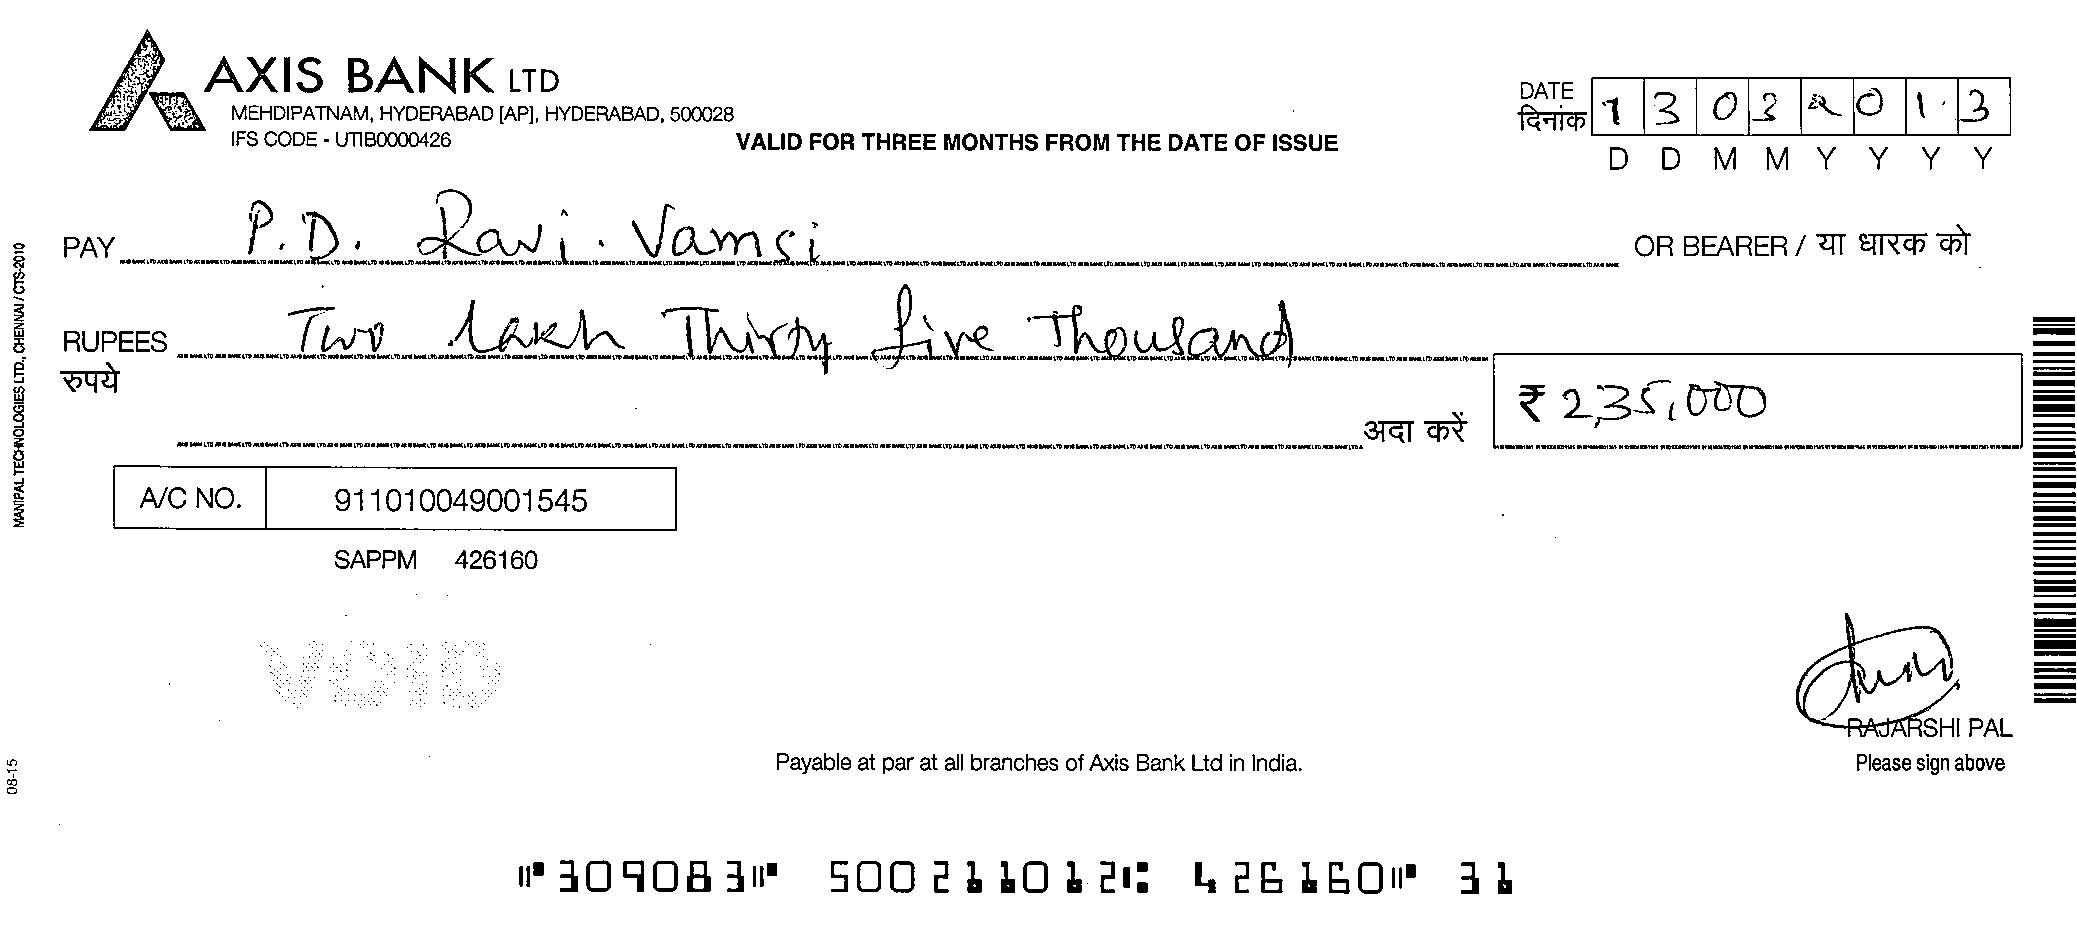 AXIS BANK LTD
MEHDIPATNAM, HYDERABAD [AP], HYDERABAD, 500028
IFS CODE - UTIB0000426
VALID FOR THREE MONTHS FROM THE DATE OF ISSUE
DATE
दिनांक
1 3 0 3 2 0 1 3
D D M M Y Y Y Y
PAY P.D. Ravi. Vamsi OR BEARER / या धारक को
RUPEES Two lakh Thirty five Thousand
रुपये
अदा करें ₹ 2,35,000
A/C NO. 911010049001545
SAPPM 426160
VOID
RAJARSHI PAL
Please sign above
Payable at par at all branches of Axis Bank Ltd in India.
⑈309083⑈ 500211012⑆ 426160⑈ 31
MANIPAL TECHNOLOGIES LTD., CHENNAI / CTS-2010
08-15